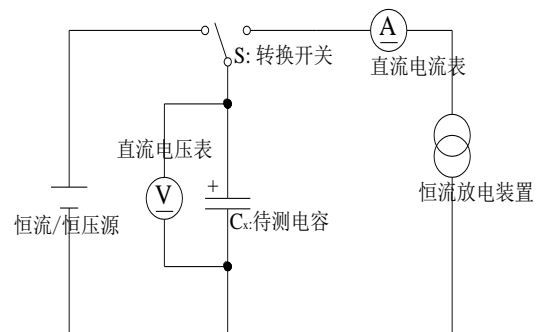 A
S: 转换开关
直流电流表
直流电压表
V
+
恒流放电装置
恒流/恒压源
Cx:待测电容